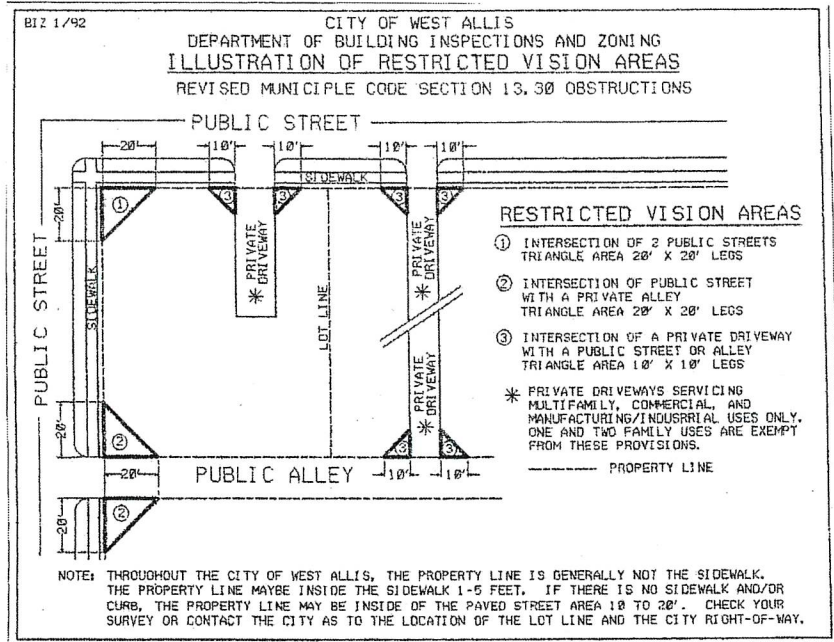 BIZ 1/92
CITY OF WEST ALLIS
DEPARTMENT OF BUILDING INSPECTIONS AND ZONING
ILLUSTRATION OF RESTRICTED VISION AREAS
REVISED MUNICIPLE CODE SECTION 13.30 OBSTRUCTIONS
PUBLIC STREET
20' 10' 10' 10' 10'
SIDEWALK
1 3 3 3 3
20'
PUBLIC STREET
SIDEWALK
PRIVATE DRIVEWAY
*
LOT LINE
PRIVATE DRIVEWAY
*
PRIVATE DRIVEWAY
*
20'
2 3 3
20' PUBLIC ALLEY 10' 10'
2
20'
RESTRICTED VISION AREAS
1 INTERSECTION OF 2 PUBLIC STREETS
TRIANGLE AREA 20' X 20' LEGS
2 INTERSECTION OF PUBLIC STREET
WITH A PRIVATE ALLEY
TRIANGLE AREA 20' X 20' LEGS
3 INTERSECTION OF A PRIVATE DRIVEWAY
WITH A PUBLIC STREET OR ALLEY
TRIANGLE AREA 10' X 10' LEGS
* PRIVATE DRIVEWAYS SERVICING
MULTIFAMILY, COMMERCIAL, AND
MANUFACTURING/INDUSRRIAL USES ONLY.
ONE AND TWO FAMILY USES ARE EXEMPT
FROM THESE PROVISIONS.
PROPERTY LINE
NOTE: THROUGHOUT THE CITY OF WEST ALLIS, THE PROPERTY LINE IS GENERALLY NOT THE SIDEWALK.
THE PROPERTY LINE MAYBE INSIDE THE SIDEWALK 1-5 FEET. IF THERE IS NO SIDEWALK AND/OR
CURB, THE PROPERTY LINE MAY BE INSIDE OF THE PAVED STREET AREA 10 TO 20'. CHECK YOUR
SURVEY OR CONTACT THE CITY AS TO THE LOCATION OF THE LOT LINE AND THE CITY RIGHT-OF-WAY.